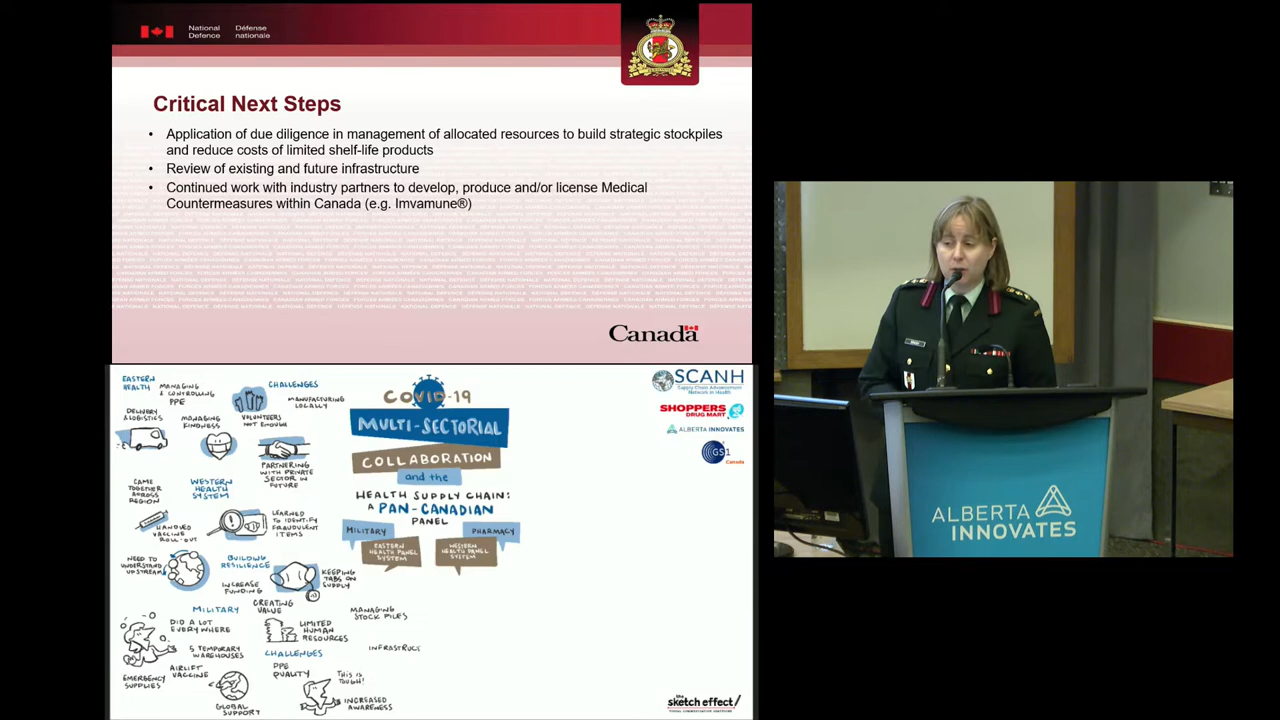 National
Defence
Défense
nationale
Critical Next Steps
• Application of due diligence in management of allocated resources to build strategic stockpiles
and reduce costs of limited shelf-life products
• Review of existing and future infrastructure
• Continued work with industry partners to develop, produce and/or license Medical
Countermeasures within Canada (e.g. Imvamune®)
Canada
EASTERN
HEALTH
MANAGING
& CONTROLLING
PPE
CHALLENGES
MANUFACTURING
LOCALLY
DELIVERY
& LOGISTICS
MANAGING
KINDNESS
VOLUNTEERS
NOT ENOUGH
PARTNERING
WITH PRIVATE
SECTOR IN
FUTURE
CAME
TOGETHER
ACROSS
REGION
WESTERN
HEALTH
SYSTEM
HANDLED
VACCINE
ROLL-OUT
LEARNED
TO IDENTIFY
FRAUDULENT
ITEMS
NEED TO
UNDERSTAND
UPSTREAM
BUILDING
RESILIENCE
INCREASE
FUNDING
KEEPING
TABS ON
SUPPLY
MILITARY
CREATING
VALUE
MANAGING
STOCK PILES
DID A LOT
EVERYWHERE
LIMITED
HUMAN
RESOURCES
5 TEMPORARY
WAREHOUSES
CHALLENGES
INFRASTRUC
EMERGENCY
SUPPLIES
AIRLIFT
VACCINE
GLOBAL
SUPPORT
PPE
QUALITY
THIS IS
TOUGH!
INCREASED
AWARENESS
COVID-19
MULTI-SECTORIAL
COLLABORATION
and the
HEALTH SUPPLY CHAIN:
A PAN-CANADIAN
PANEL
MILITARY
PHARMACY
EASTERN
HEALTH PANEL
SYSTEM
WESTERN
HEALTH PANEL
SYSTEM
SCANH
Supply Chain Advancement
Network in Health
SHOPPERS
DRUG MART
ALBERTA INNOVATES
GS1
Canada
the
sketch effect/
ALBERTA
INNOVATES